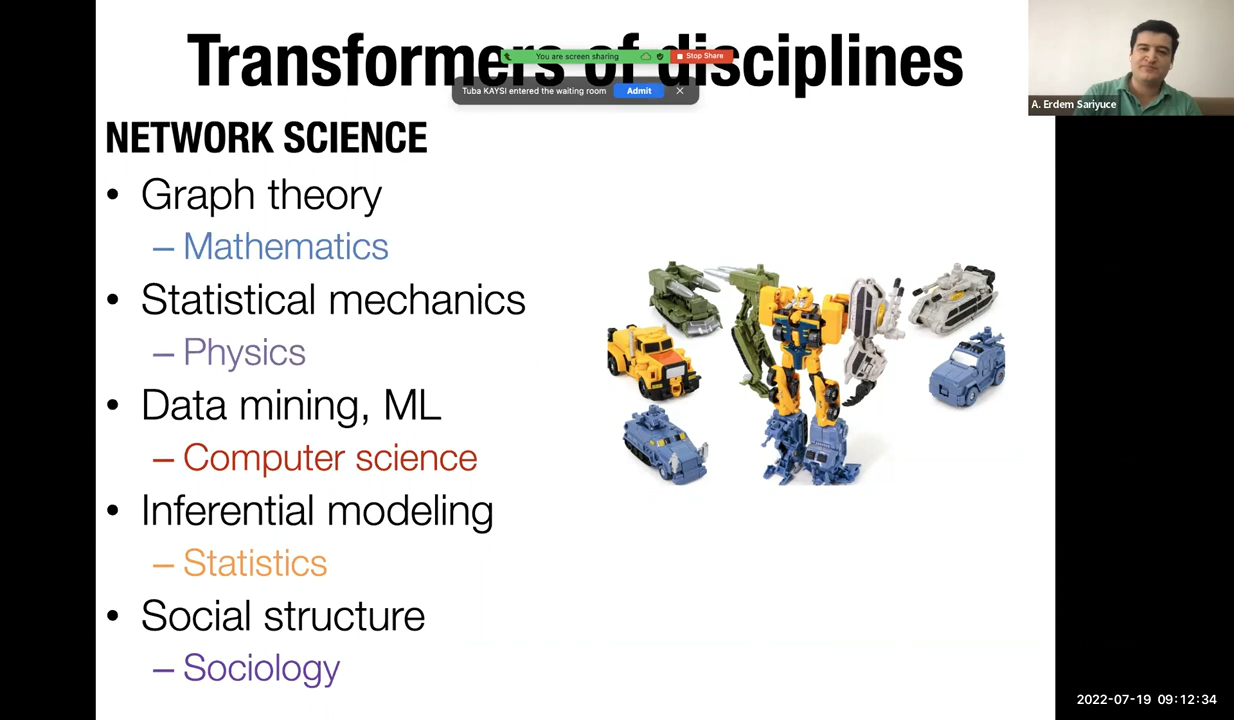 Transformers of disciplines
You are screen sharing
Stop Share
Tuba KAYSI entered the waiting room
Admit
A. Erdem Sariyuce
NETWORK SCIENCE
• Graph theory
– Mathematics
• Statistical mechanics
– Physics
• Data mining, ML
– Computer science
• Inferential modeling
– Statistics
• Social structure
– Sociology
2022-07-19 09:12:34